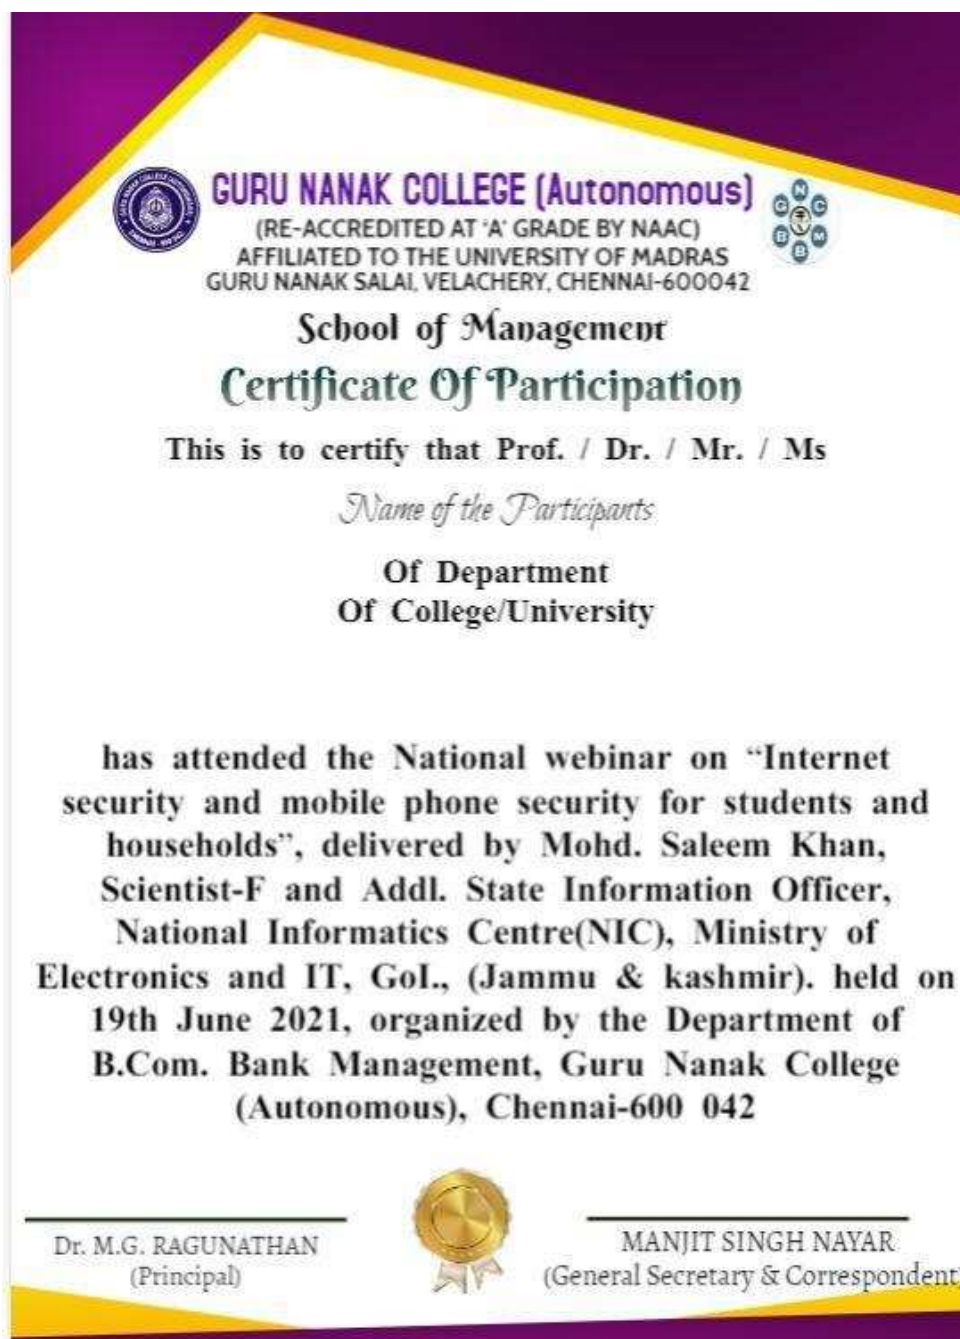 GURU NANAK COLLEGE (Autonomous)
(RE-ACCREDITED AT 'A' GRADE BY NAAC)
AFFILIATED TO THE UNIVERSITY OF MADRAS
GURU NANAK SALAI, VELACHERY, CHENNAI-600042
N
G C
₹
B M
B
School of Management
Certificate Of Participation
This is to certify that Prof. / Dr. / Mr. / Ms
Name of the Participants
Of Department
Of College/University
has attended the National webinar on “Internet
security and mobile phone security for students and
households”, delivered by Mohd. Saleem Khan,
Scientist-F and Addl. State Information Officer,
National Informatics Centre(NIC), Ministry of
Electronics and IT, GoI., (Jammu & kashmir). held on
19th June 2021, organized by the Department of
B.Com. Bank Management, Guru Nanak College
(Autonomous), Chennai-600 042
Dr. M.G. RAGUNATHAN
(Principal)
MANJIT SINGH NAYAR
(General Secretary & Correspondent)